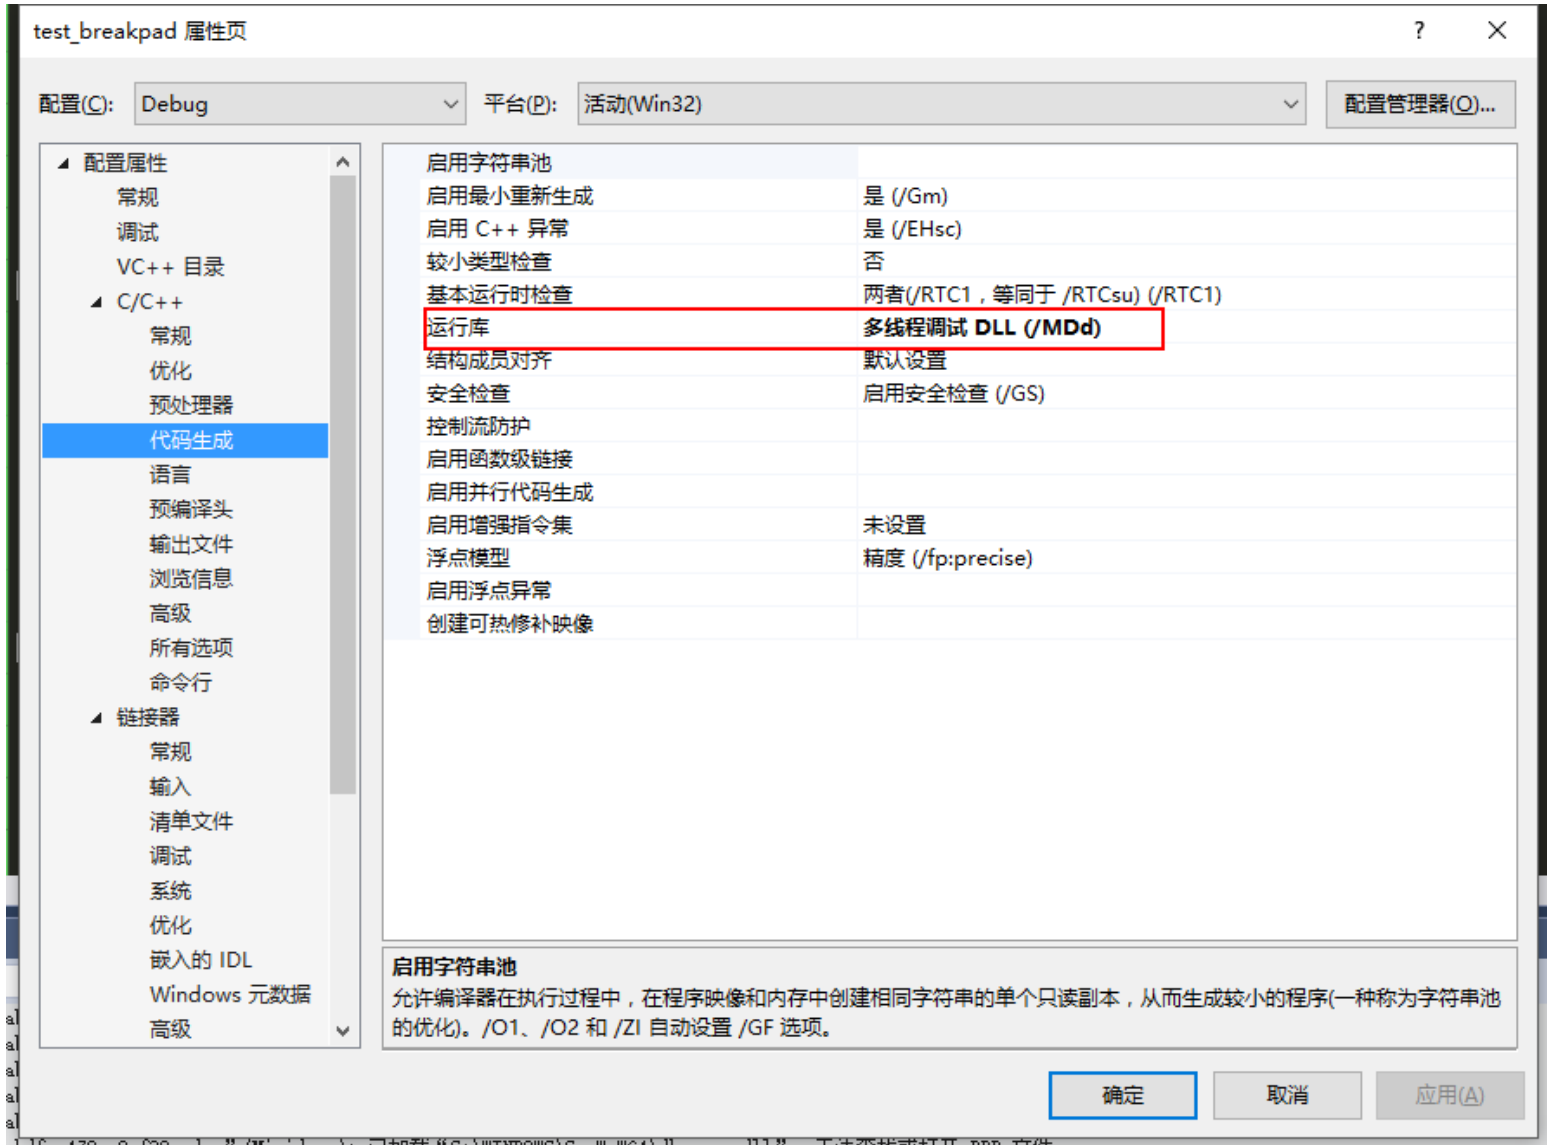 test_breakpad 属性页
?
配置(C): Debug 平台(P): 活动(Win32) 配置管理器(O)...
配置属性
常规
调试
VC++ 目录
C/C++
常规
优化
预处理器
代码生成
语言
预编译头
输出文件
浏览信息
高级
所有选项
命令行
链接器
常规
输入
清单文件
调试
系统
优化
嵌入的 IDL
Windows 元数据
高级
启用字符串池
启用最小重新生成 是 (/Gm)
启用 C++ 异常 是 (/EHsc)
较小类型检查 否
基本运行时检查 两者(/RTC1，等同于 /RTCsu) (/RTC1)
运行库 多线程调试 DLL (/MDd)
结构成员对齐 默认设置
安全检查 启用安全检查 (/GS)
控制流防护
启用函数级链接
启用并行代码生成
启用增强指令集 未设置
浮点模型 精度 (/fp:precise)
启用浮点异常
创建可热修补映像
启用字符串池
允许编译器在执行过程中，在程序映像和内存中创建相同字符串的单个只读副本，从而生成较小的程序(一种称为字符串池
的优化)。/O1、/O2 和 /ZI 自动设置 /GF 选项。
确定 取消 应用(A)